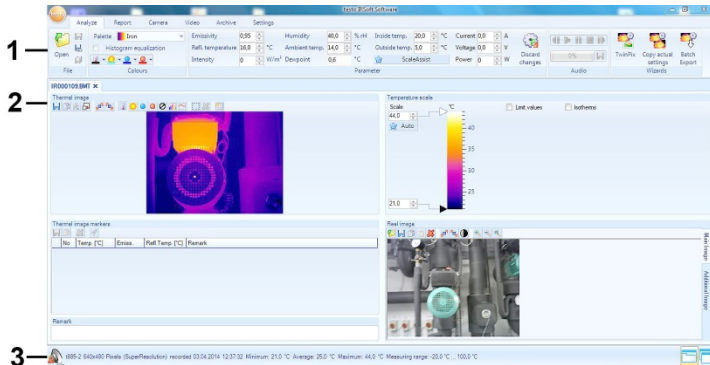 testo IRSoft Software
Analyze Report Camera Video Archive Settings
1
Open
File
Palette Iron
Histogram equalization
Colours
Emissivity 0,95 Humidity 40,0 % rH Inside temp. 20,0 °C Current 0,0 A
Refl. temperature 16,0 °C Ambient temp. 14,0 °C Outside temp. 5,0 °C Voltage 0,0 V
Intensity 0 W/m² Dewpoint 0,6 °C ScaleAssist Power 0 W
Parameter
Discard changes
0%
Audio
TwinPix
Copy actual settings
Batch Export
Wizards
IR000109.BMT
2
Thermal image
Temperature scale
Scale °C Limit values Isotherms
44,0
Auto
40
35
30
25
21,0
Thermal image markers
No Temp. [°C] Emiss. Refl.Temp. [°C] Remark
Real image
Main Image
Additional Image
Remark
3
t885-2 640x480 Pixels (SuperResolution) recorded 03.04.2014 12:37:32 Minimum: 21,0 °C Average: 25,0 °C Maximum: 44,0 °C Measuring range: -20,0 °C ... 100,0 °C